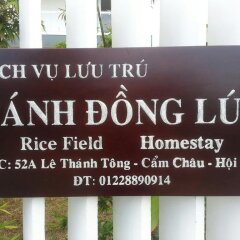 CH VỤ LƯU TRÚ
ÁNH ĐỒNG LÚ
Rice Field Homestay
C: 52A Lê Thánh Tông - Cẩm Châu - Hội
ĐT: 01228890914